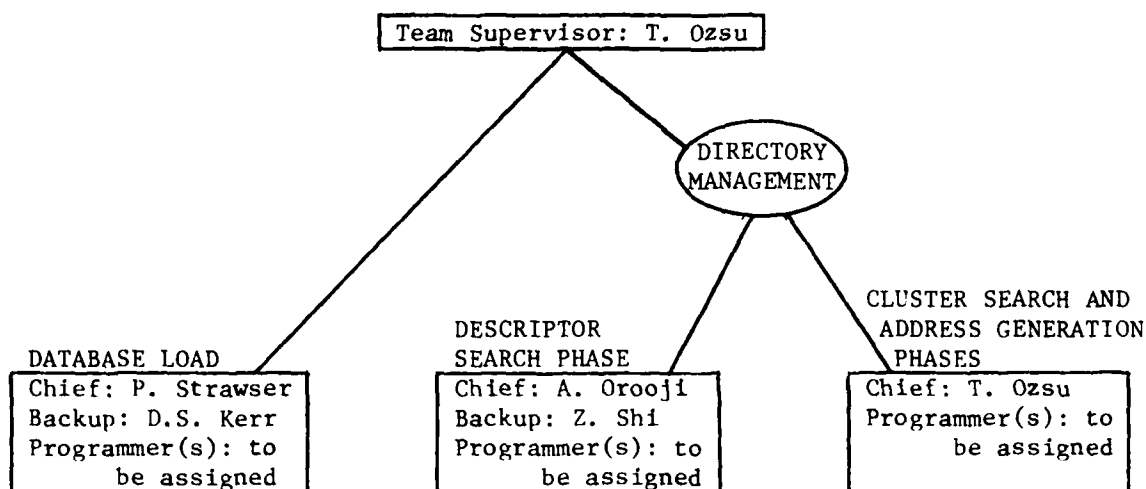 Team Supervisor: T. Ozsu
DIRECTORY
MANAGEMENT
DATABASE LOAD
Chief: P. Strawser
Backup: D.S. Kerr
Programmer(s): to
be assigned
DESCRIPTOR
SEARCH PHASE
Chief: A. Orooji
Backup: Z. Shi
Programmer(s): to
be assigned
CLUSTER SEARCH AND
ADDRESS GENERATION
PHASES
Chief: T. Ozsu
Programmer(s): to
be assigned